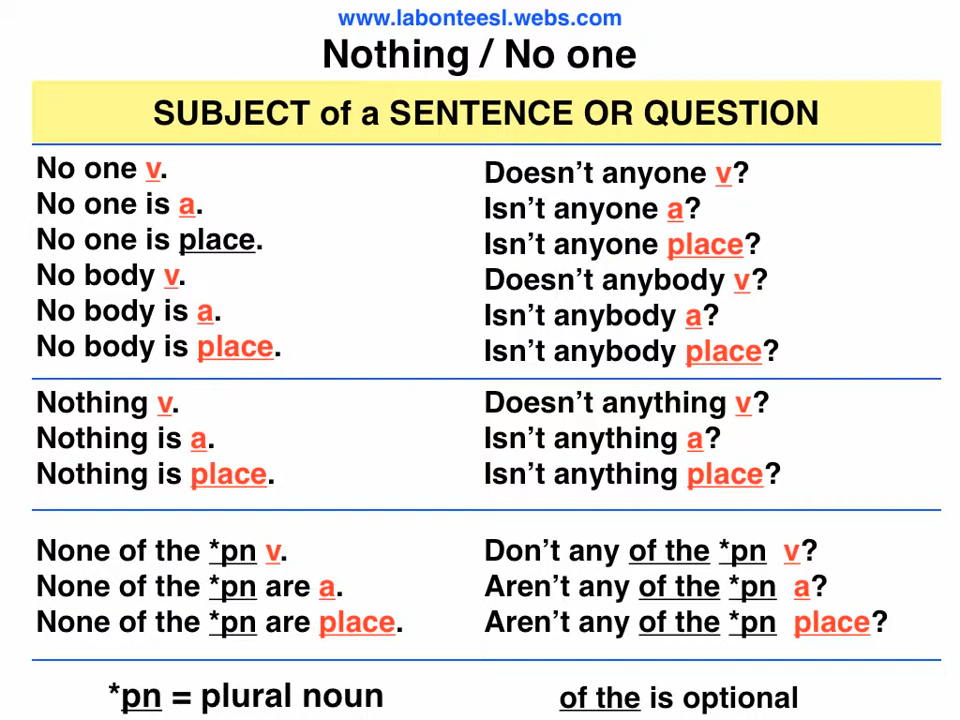 www.labonteesl.webs.com
Nothing / No one
SUBJECT of a SENTENCE OR QUESTION
No one v.
No one is a.
No one is place.
No body v.
No body is a.
No body is place.
Doesn't anyone v?
Isn't anyone a?
Isn't anyone place?
Doesn't anybody v?
Isn't anybody a?
Isn't anybody place?
Nothing v.
Nothing is a.
Nothing is place.
Doesn't anything v?
Isn't anything a?
Isn't anything place?
None of the *pn v.
None of the *pn are a.
None of the *pn are place.
Don't any of the *pn v?
Aren't any of the *pn a?
Aren't any of the *pn place?
*pn = plural noun
of the is optional